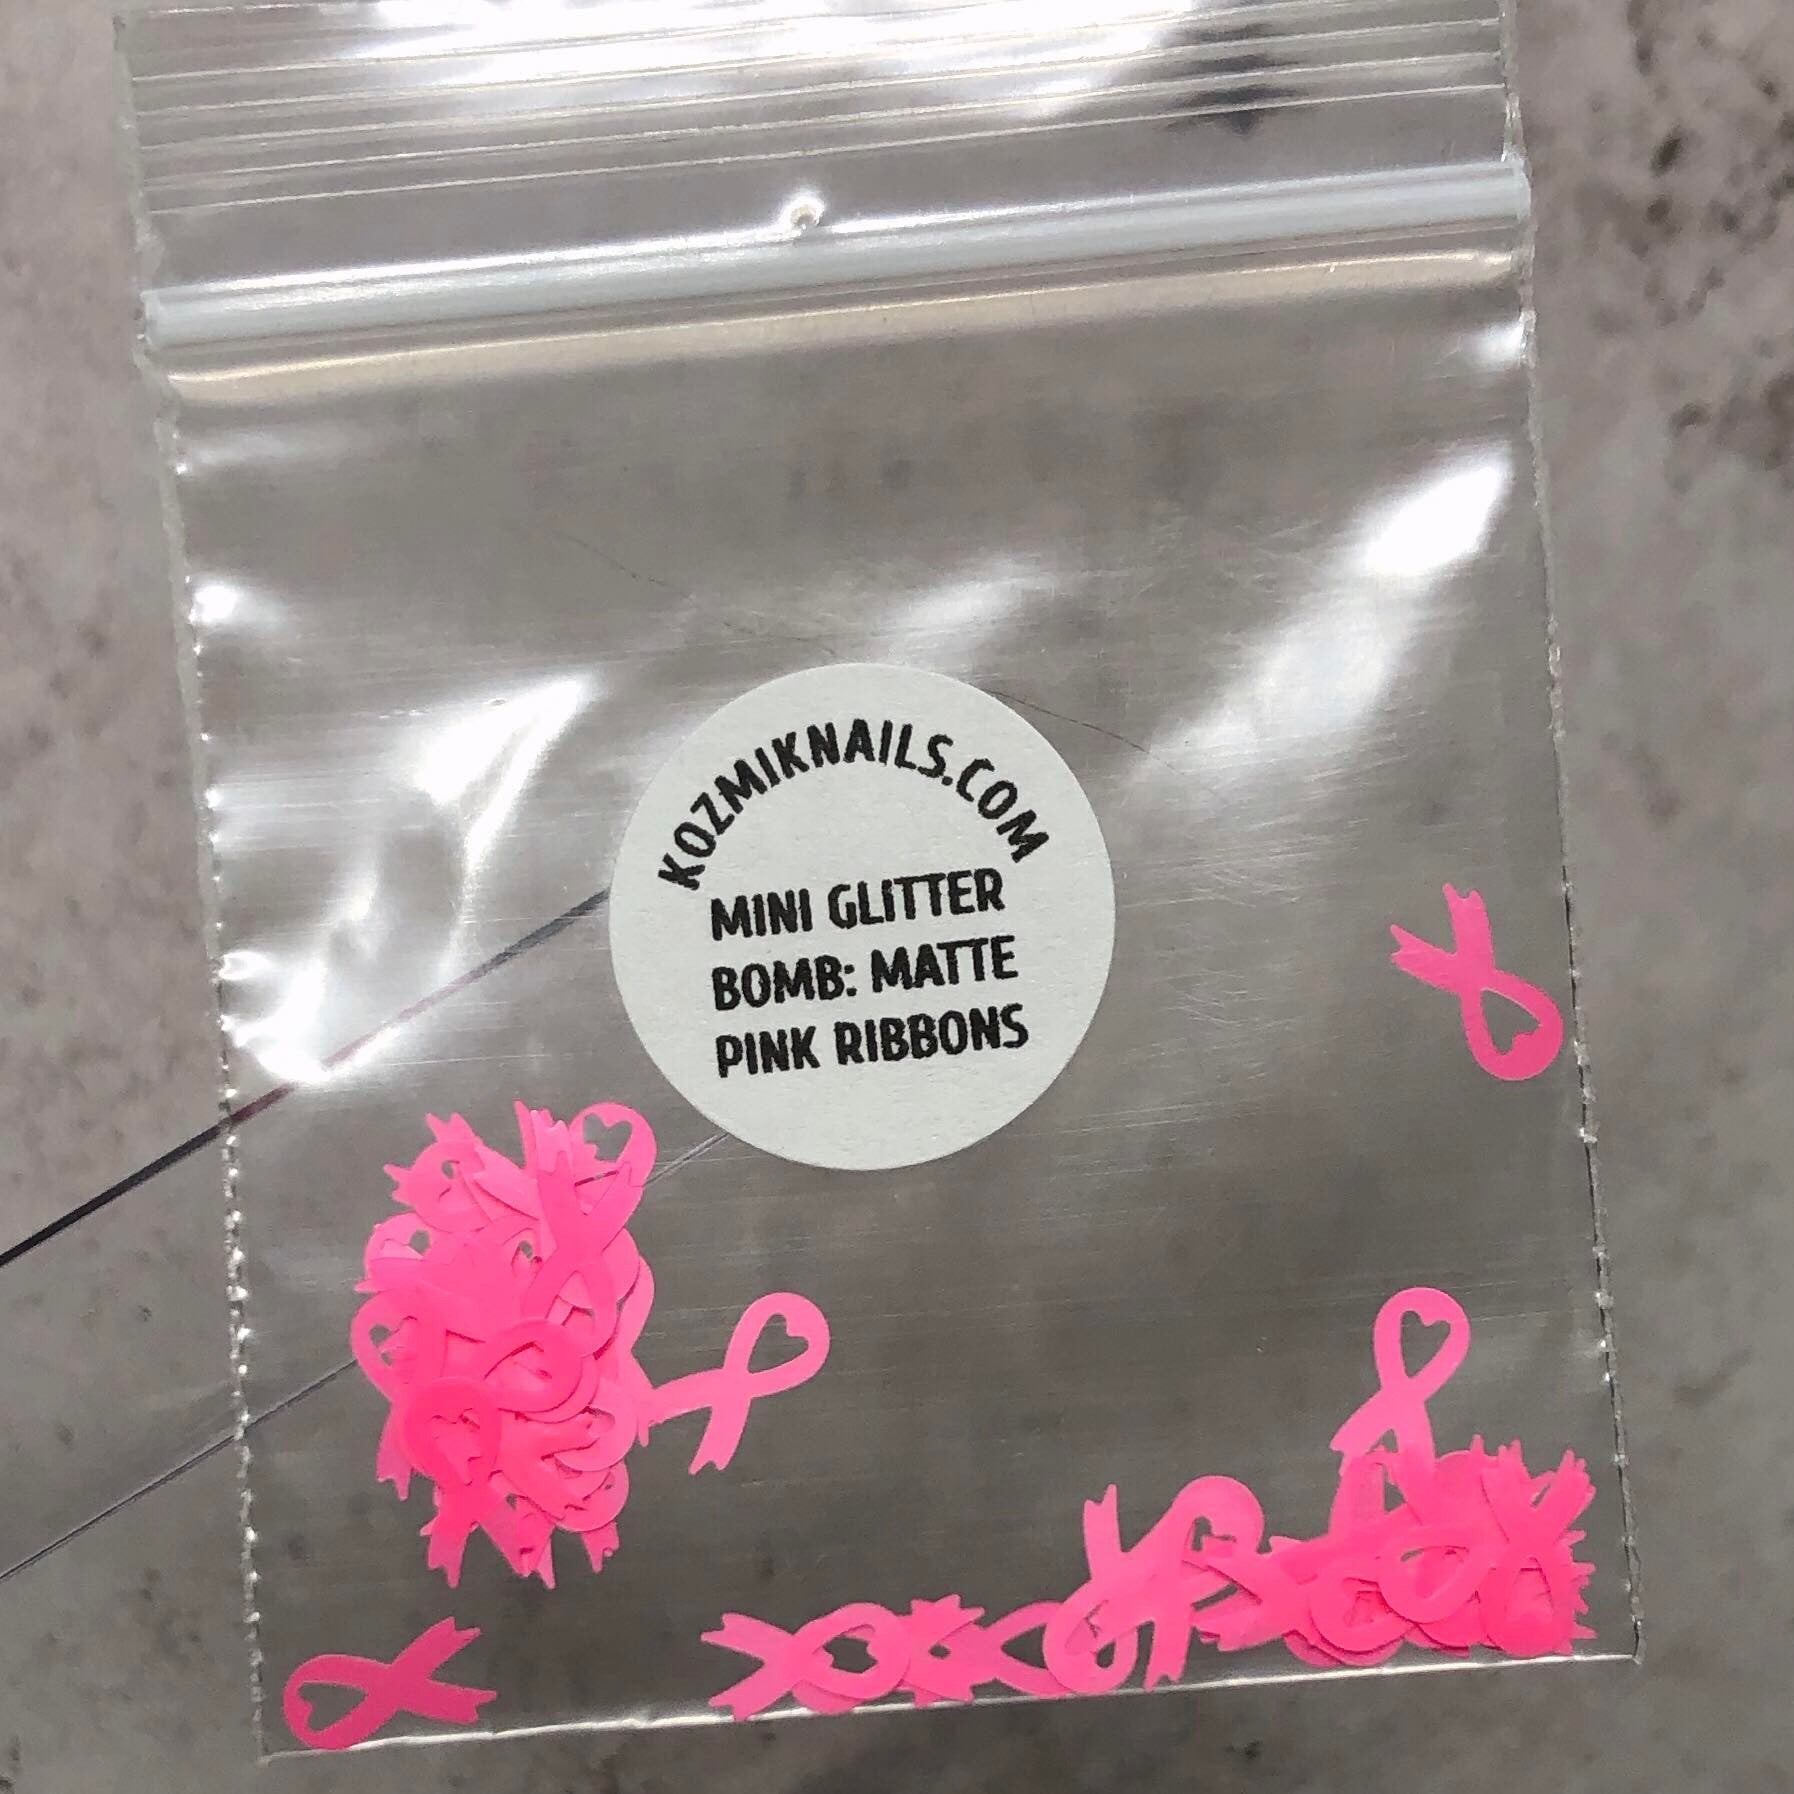 KOZMIKNAILS.COM
MINI GLITTER
BOMB: MATTE
PINK RIBBONS